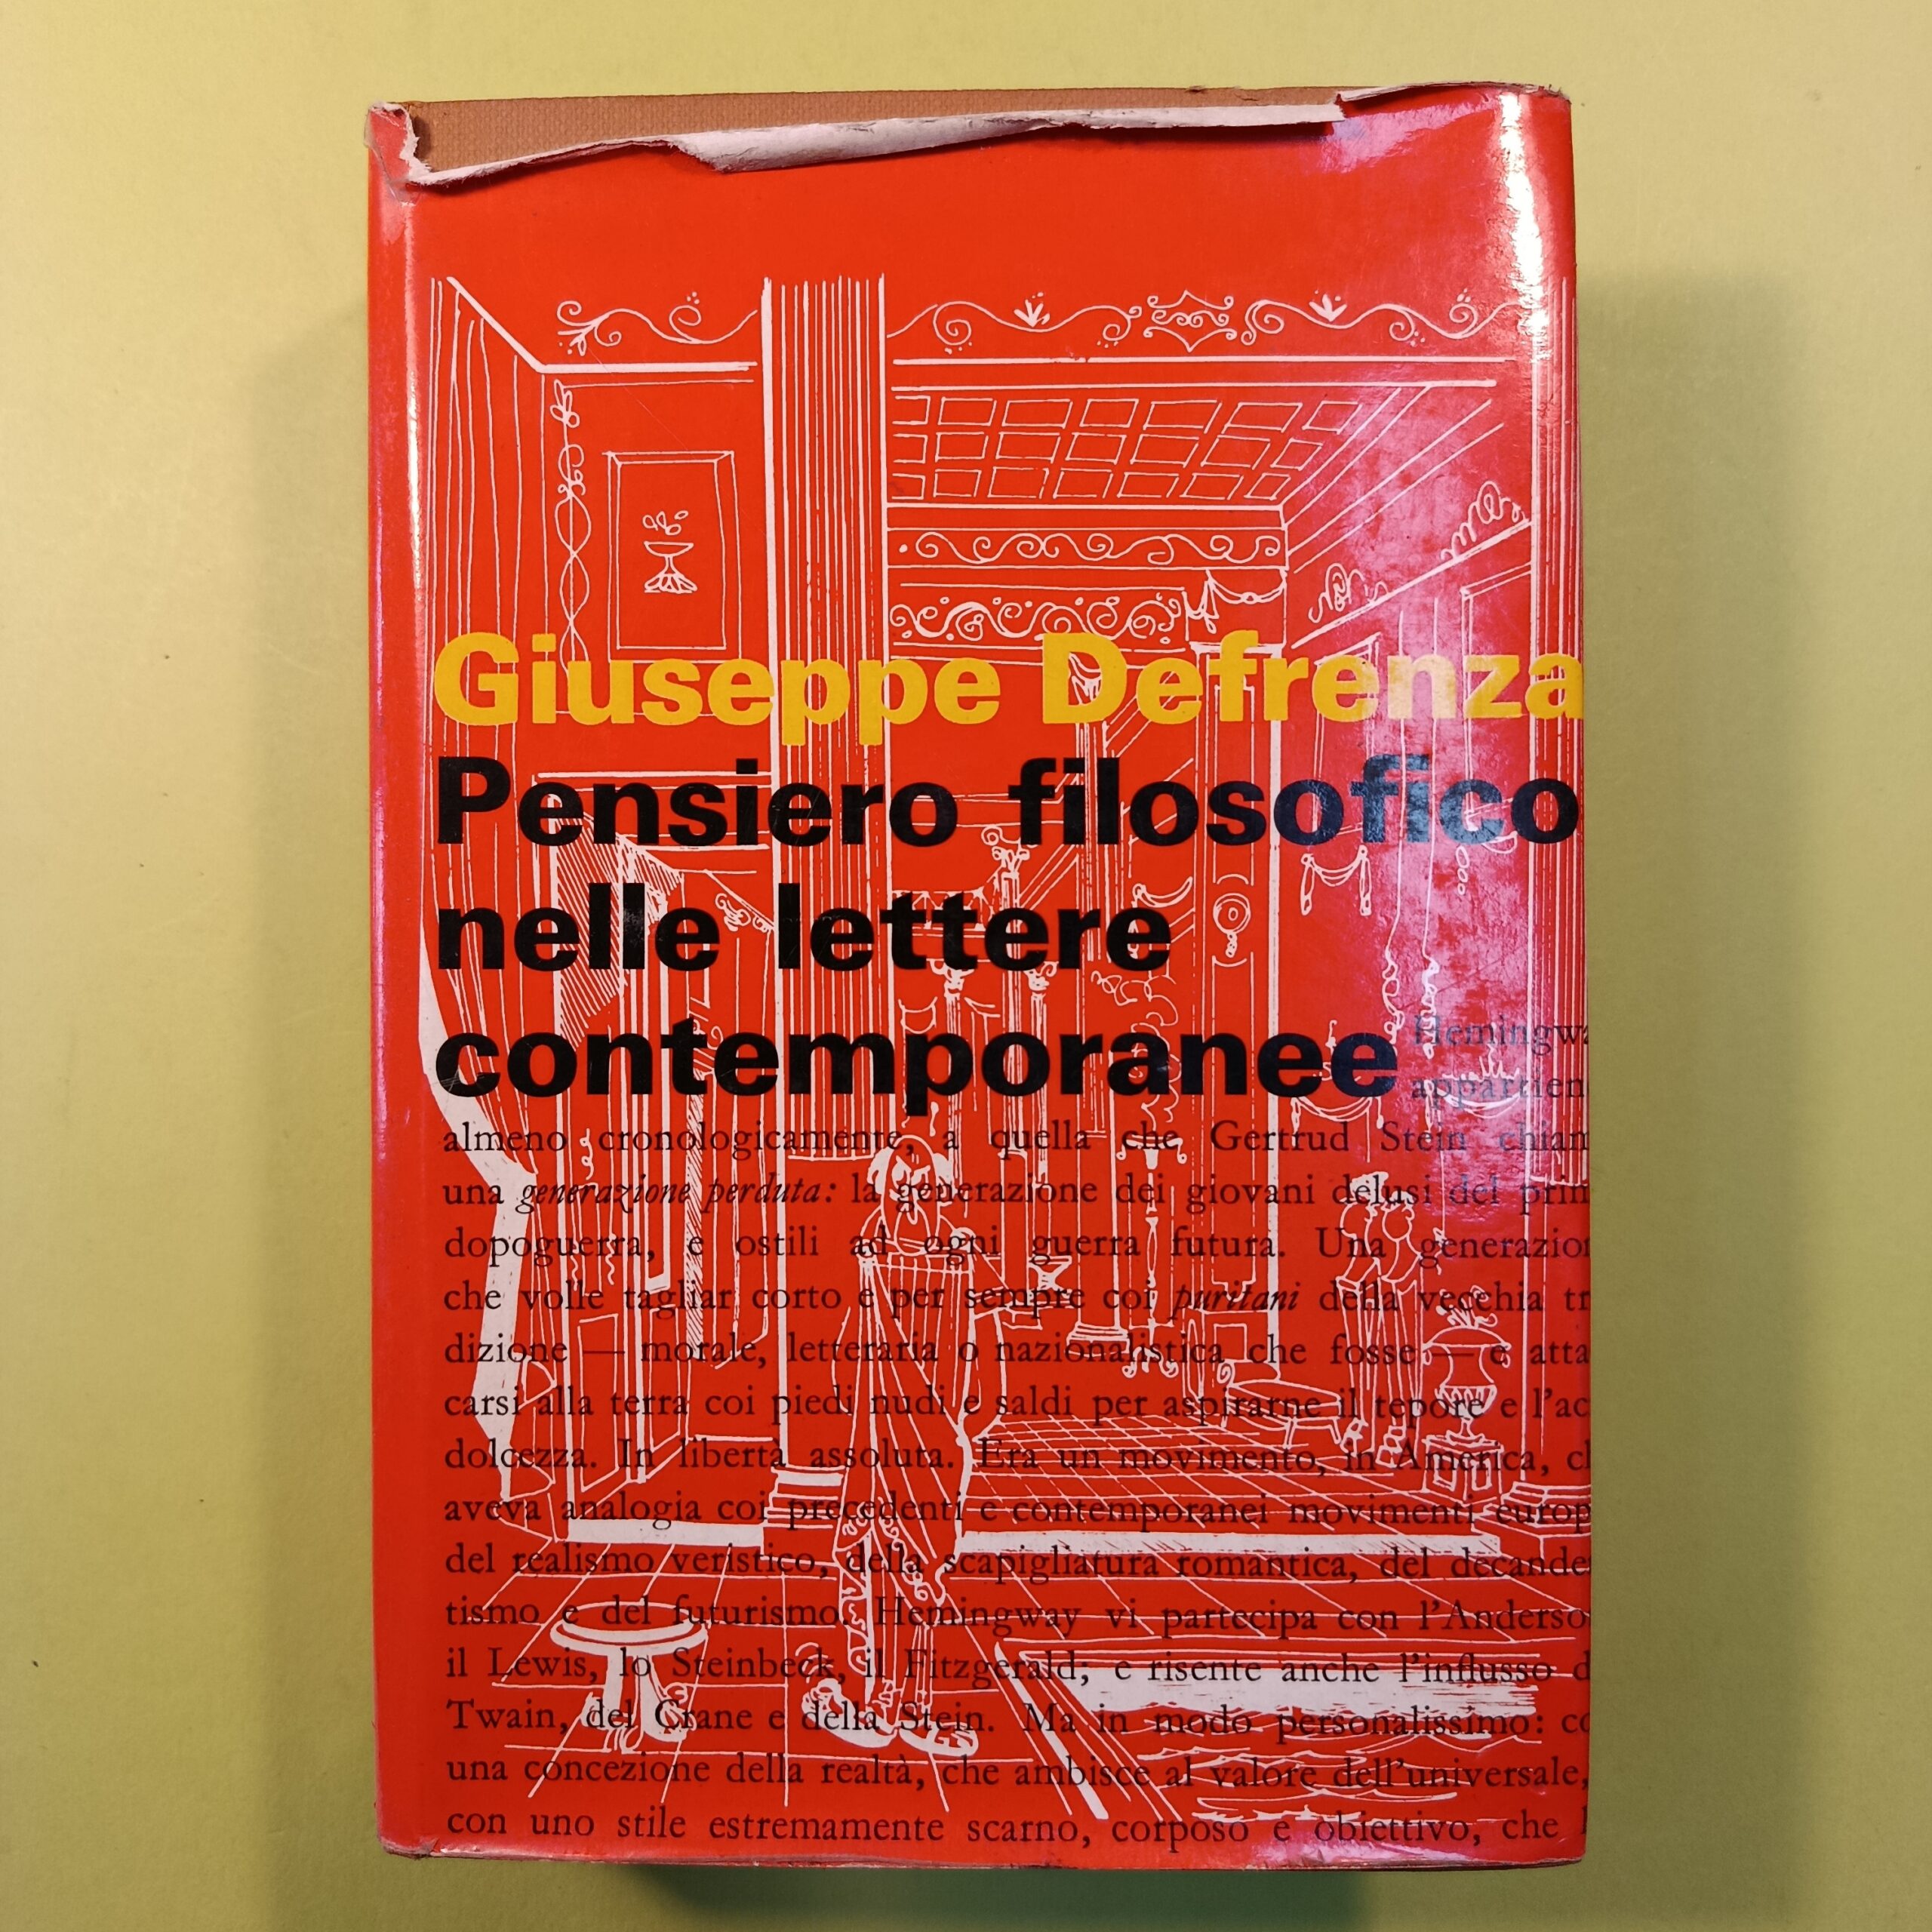 Giuseppe Defrenza
Pensiero filosofico
nelle lettere
contemporanee
Hemingwa
appartien
almeno cronologicamente, a quella che Gertrud Stein chiam
una generazione perduta: la generazione dei giovani delusi del prim
dopoguerra, e ostili ad ogni guerra futura. Una generazion
che volle tagliar corto e per sempre coi puritani della vecchia tr
dizione — morale, letteraria o nazionalistica che fosse — e atta
carsi alla terra coi piedi nudi e saldi per aspirarne il tepore e l'ac
dolcezza. In libertà assoluta. Era un movimento, in America, ch
aveva analogia coi precedenti e contemporanei movimenti europ
del realismo veristico, della scapigliatura romantica, del decande
tismo e del futurismo. Hemingway vi partecipa con l'Anderso
il Lewis, lo Steinbeck, il Fitzgerald; e risente anche l'influsso d
Twain, del Crane e della Stein. Ma in modo personalissimo: co
una concezione della realtà, che ambisce al valore dell'universale,
con uno stile estremamente scarno, corposo e obiettivo, che l